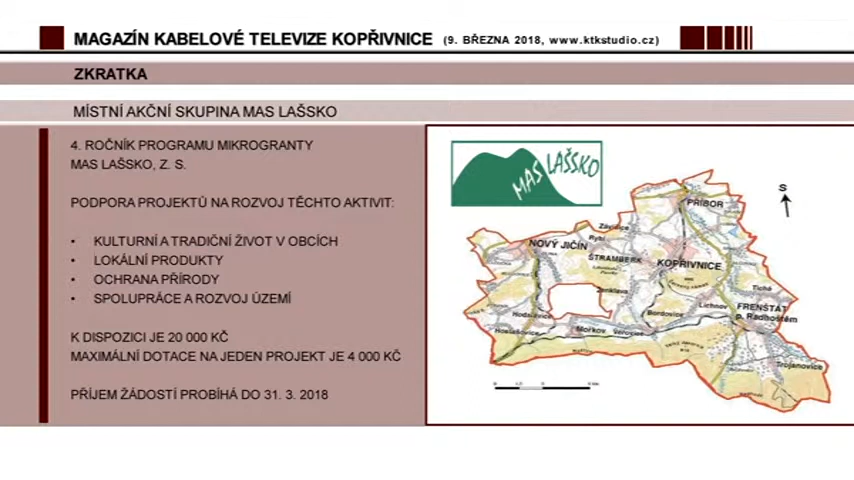 MAGAZÍN KABELOVÉ TELEVIZE KOPŘIVNICE (9. BŘEZNA 2018, www.ktkstudio.cz)
ZKRATKA
MÍSTNÍ AKČNÍ SKUPINA MAS LAŠSKO
4. ROČNÍK PROGRAMU MIKROGRANTY
MAS LAŠSKO, Z. S.
PODPORA PROJEKTŮ NA ROZVOJ TĚCHTO AKTIVIT:
• KULTURNÍ A TRADIČNÍ ŽIVOT V OBCÍCH
• LOKÁLNÍ PRODUKTY
• OCHRANA PŘÍRODY
• SPOLUPRÁCE A ROZVOJ ÚZEMÍ
K DISPOZICI JE 20 000 KČ
MAXIMÁLNÍ DOTACE NA JEDEN PROJEKT JE 4 000 KČ
PŘÍJEM ŽÁDOSTÍ PROBÍHÁ DO 31. 3. 2018
MAS LAŠSKO
S
PŘÍBOR
Závišice
Rybí
NOVÝ JIČÍN
ŠTRAMBERK
KOPŘIVNICE
Ženklava
Tichá
Hodslavice
Bordovice
Lichnov
FRENŠTÁT
p. Radhoštěm
Hostašovice
Mořkov
Veřovice
Trojanovice